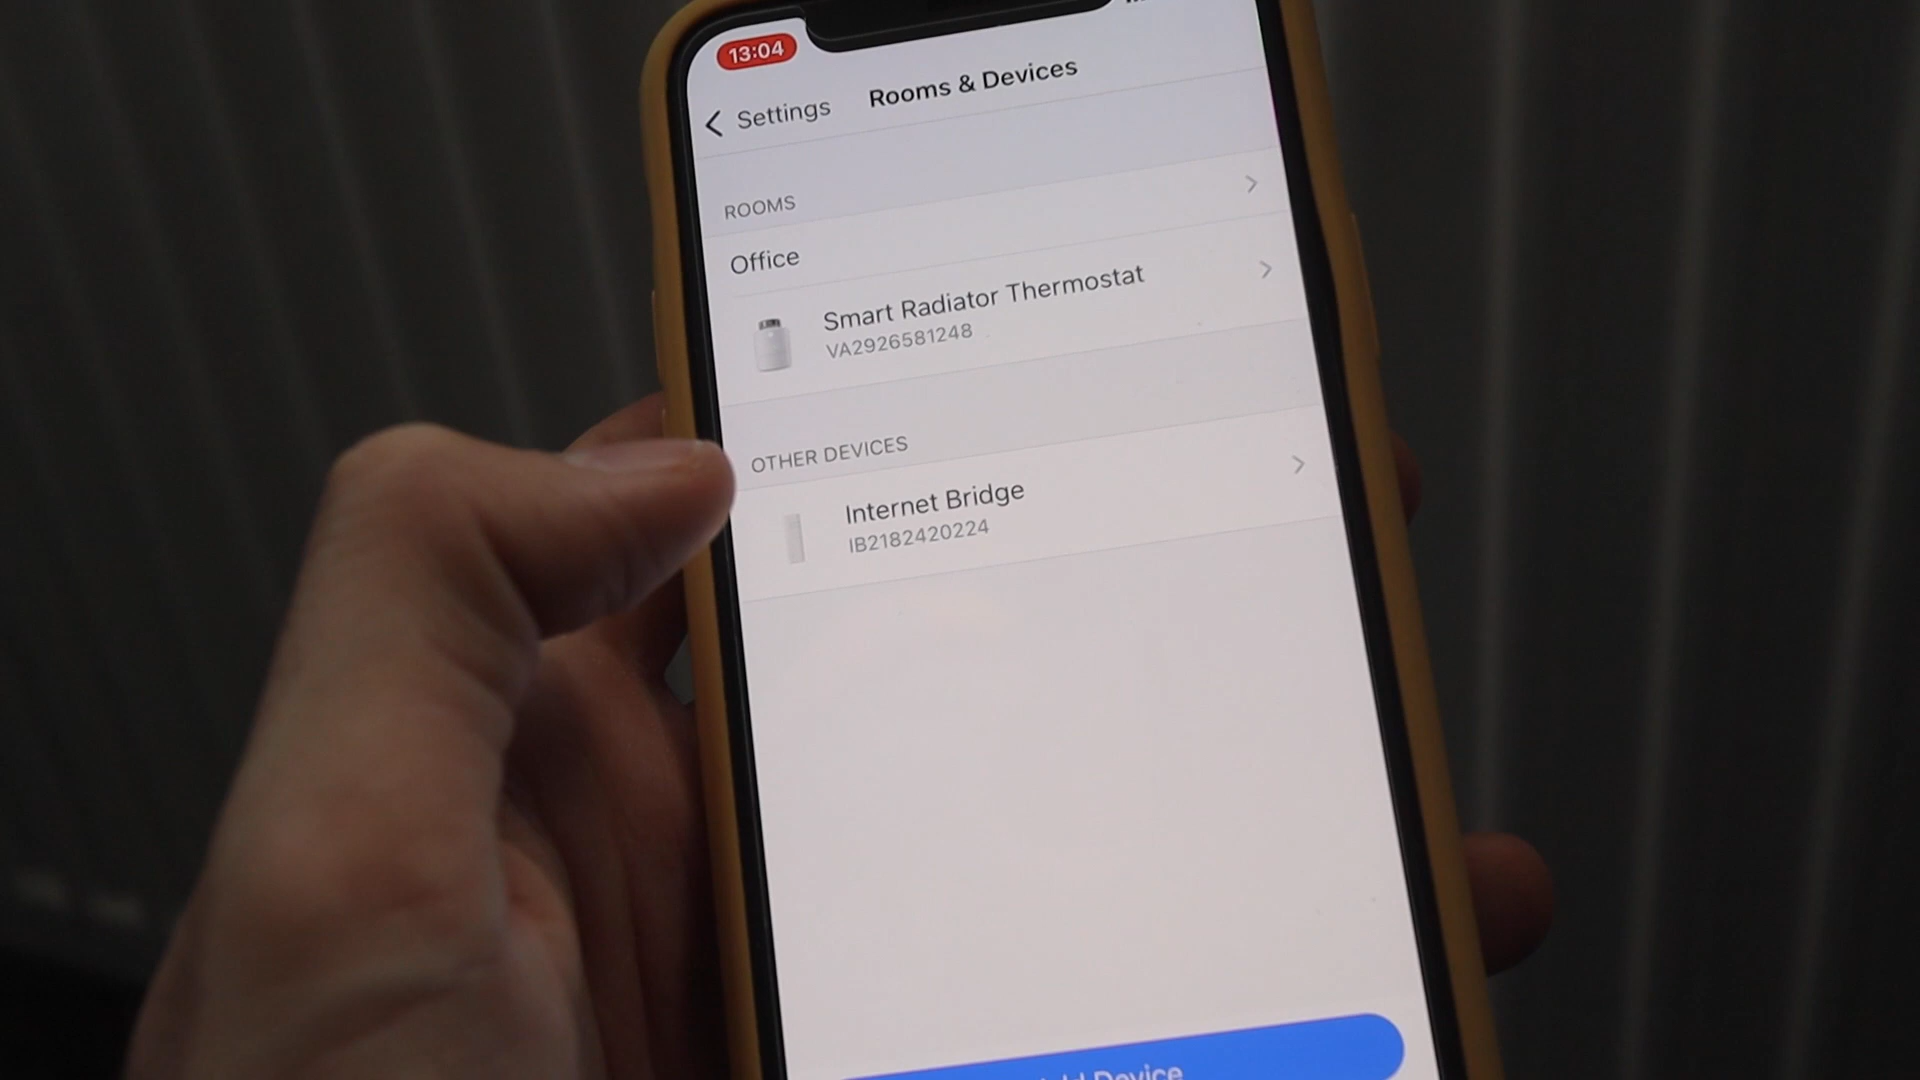 13:04
Settings
Rooms & Devices
ROOMS
Office
Smart Radiator Thermostat
VA2926581248
OTHER DEVICES
Internet Bridge
IB2182420224
Device